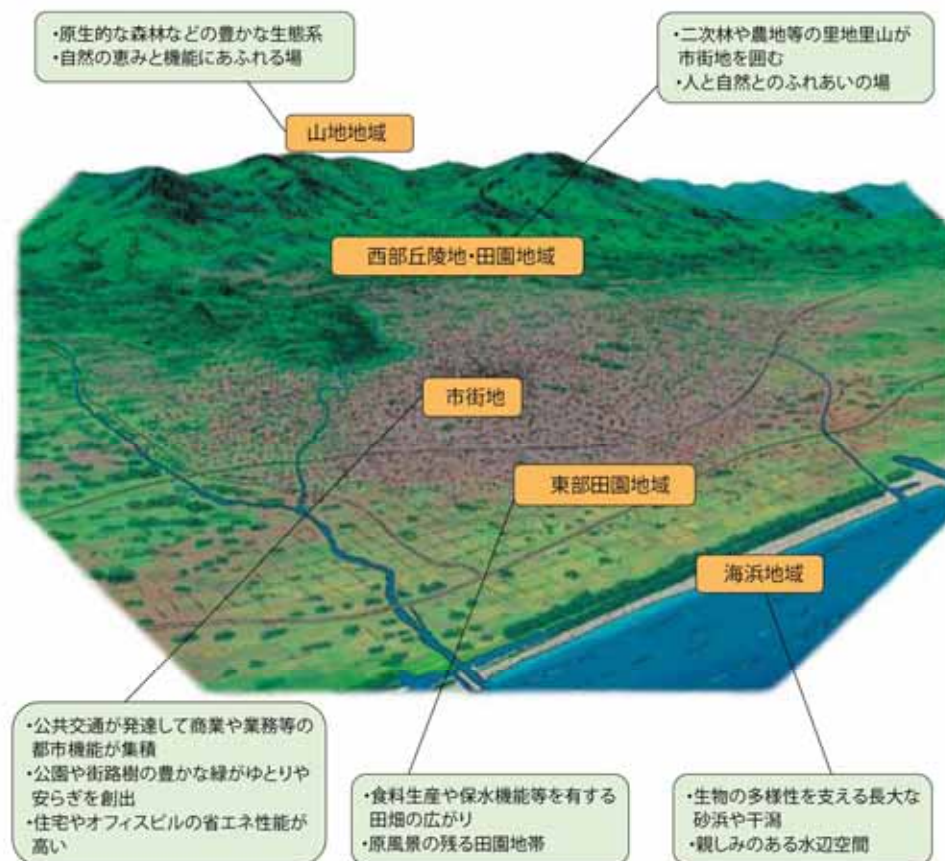 ・原生的な森林などの豊かな生態系
・自然の恵みと機能にあふれる場
・二次林や農地等の里地里山が
市街地を囲む
・人と自然とのふれあいの場
山地地域
西部丘陵地・田園地域
市街地
東部田園地域
海浜地域
・公共交通が発達して商業や業務等の
都市機能が集積
・公園や街路樹の豊かな緑がゆとりや
安らぎを創出
・住宅やオフィスビルの省エネ性能が
高い
・食料生産や保水機能等を有する
田畑の広がり
・原風景の残る田園地帯
・生物の多様性を支える長大な
砂浜や干潟
・親しみのある水辺空間